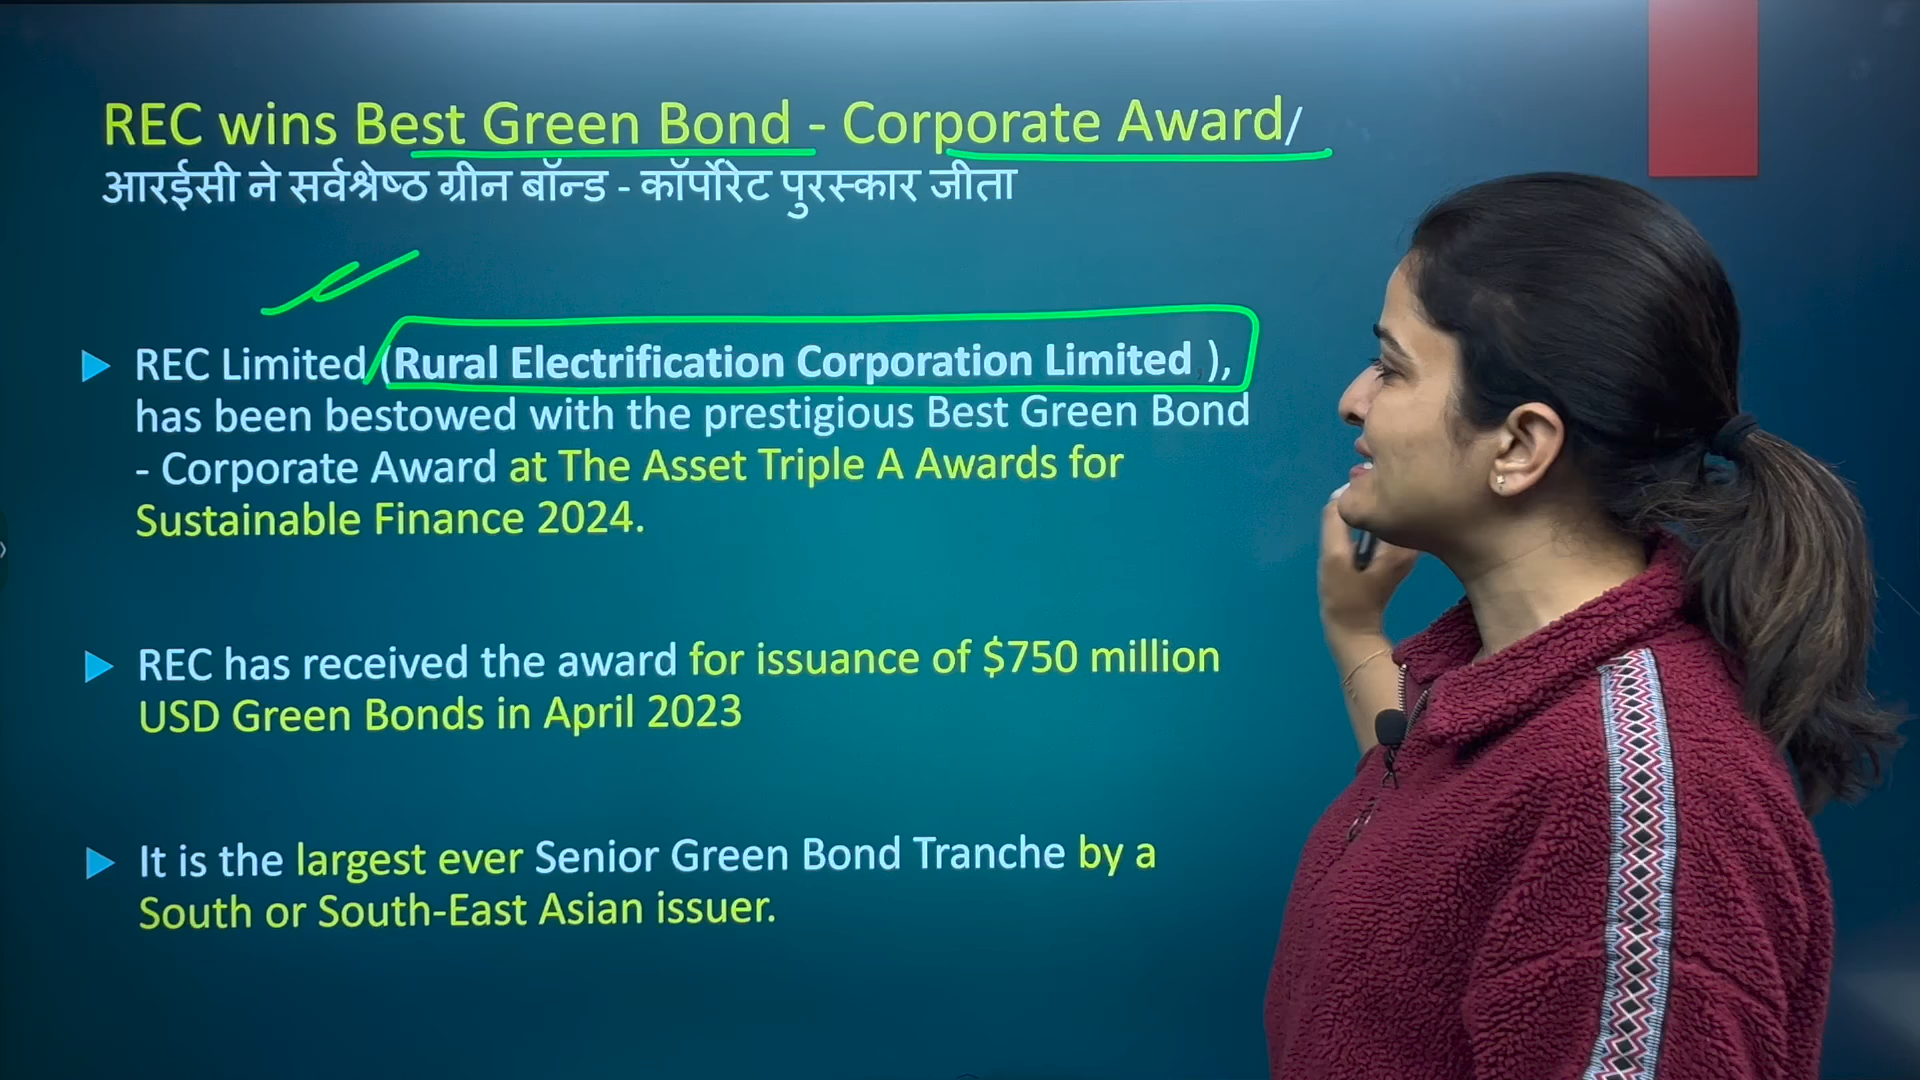 REC wins Best Green Bond - Corporate Award/
आरईसी ने सर्वश्रेष्ठ ग्रीन बॉन्ड - कॉर्पोरेट पुरस्कार जीता
REC Limited (Rural Electrification Corporation Limited ),
has been bestowed with the prestigious Best Green Bond
- Corporate Award at The Asset Triple A Awards for
Sustainable Finance 2024.
REC has received the award for issuance of $750 million
USD Green Bonds in April 2023
It is the largest ever Senior Green Bond Tranche by a
South or South-East Asian issuer.